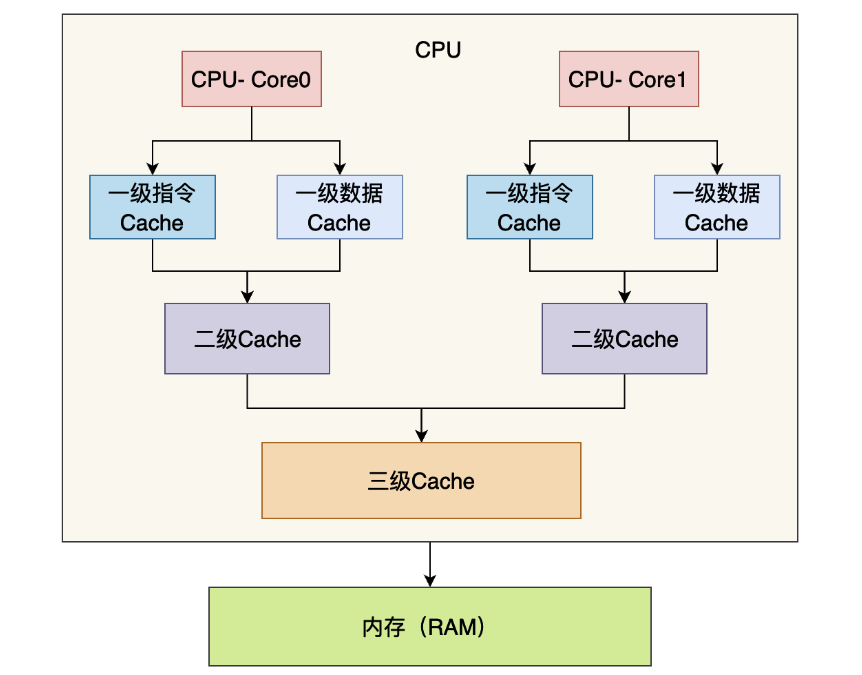 CPU
CPU- Core0
CPU- Core1
一级指令
Cache
一级数据
Cache
一级指令
Cache
一级数据
Cache
二级Cache
二级Cache
三级Cache
内存（RAM）